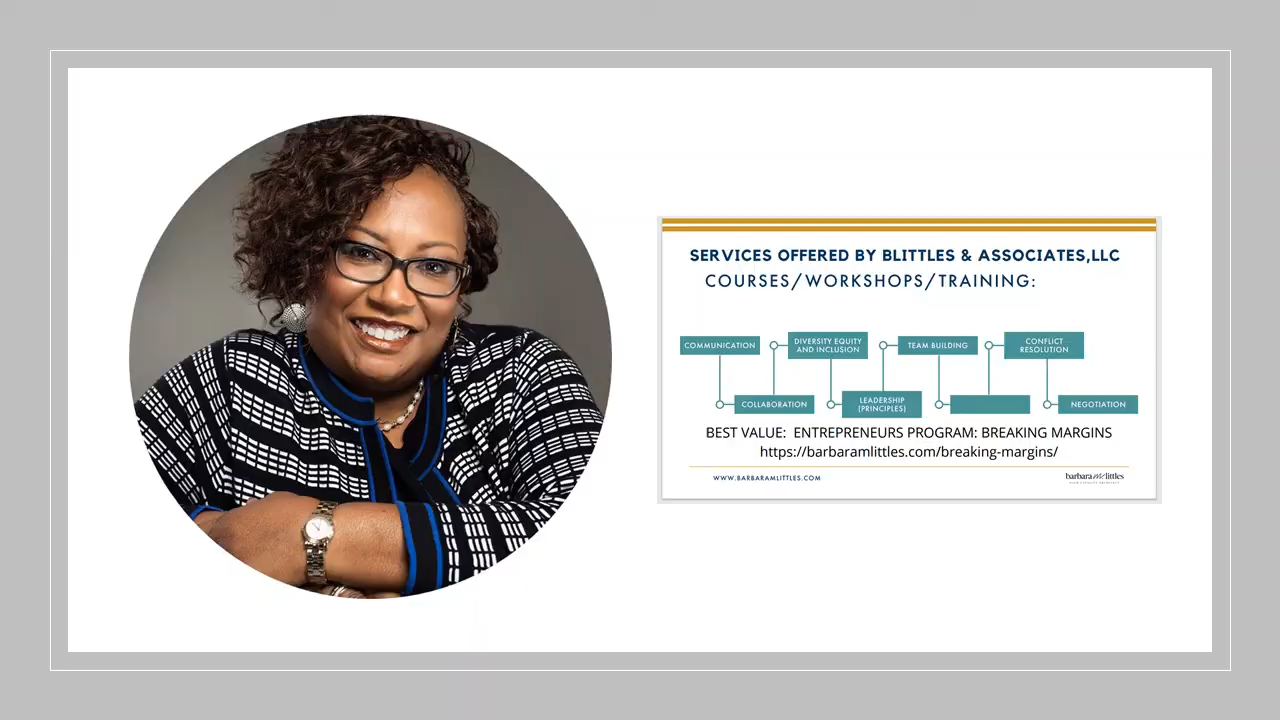 SERVICES OFFERED BY BLITTLES & ASSOCIATES,LLC
COURSES/WORKSHOPS/TRAINING:
COMMUNICATION
DIVERSITY EQUITY
AND INCLUSION
TEAM BUILDING
CONFLICT
RESOLUTION
COLLABORATION
LEADERSHIP
(PRINCIPLES)
NEGOTIATION
BEST VALUE:  ENTREPRENEURS PROGRAM: BREAKING MARGINS
https://barbaramlittles.com/breaking-margins/
WWW.BARBARAMLITTLES.COM
barbara mc littles